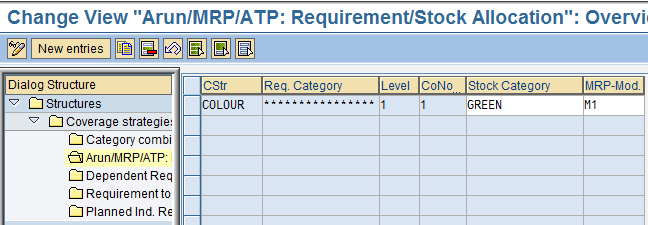 Change View "Arun/MRP/ATP: Requirement/Stock Allocation": Overvi
New entries
Dialog Structure
Structures
Coverage strategies
Category combi
Arun/MRP/ATP:
Dependent Req
Requirement to
Planned Ind. Re
CStr Req. Category Level CoNo... Stock Category MRP-Mod.
COLOUR **************** 1 1 GREEN M1